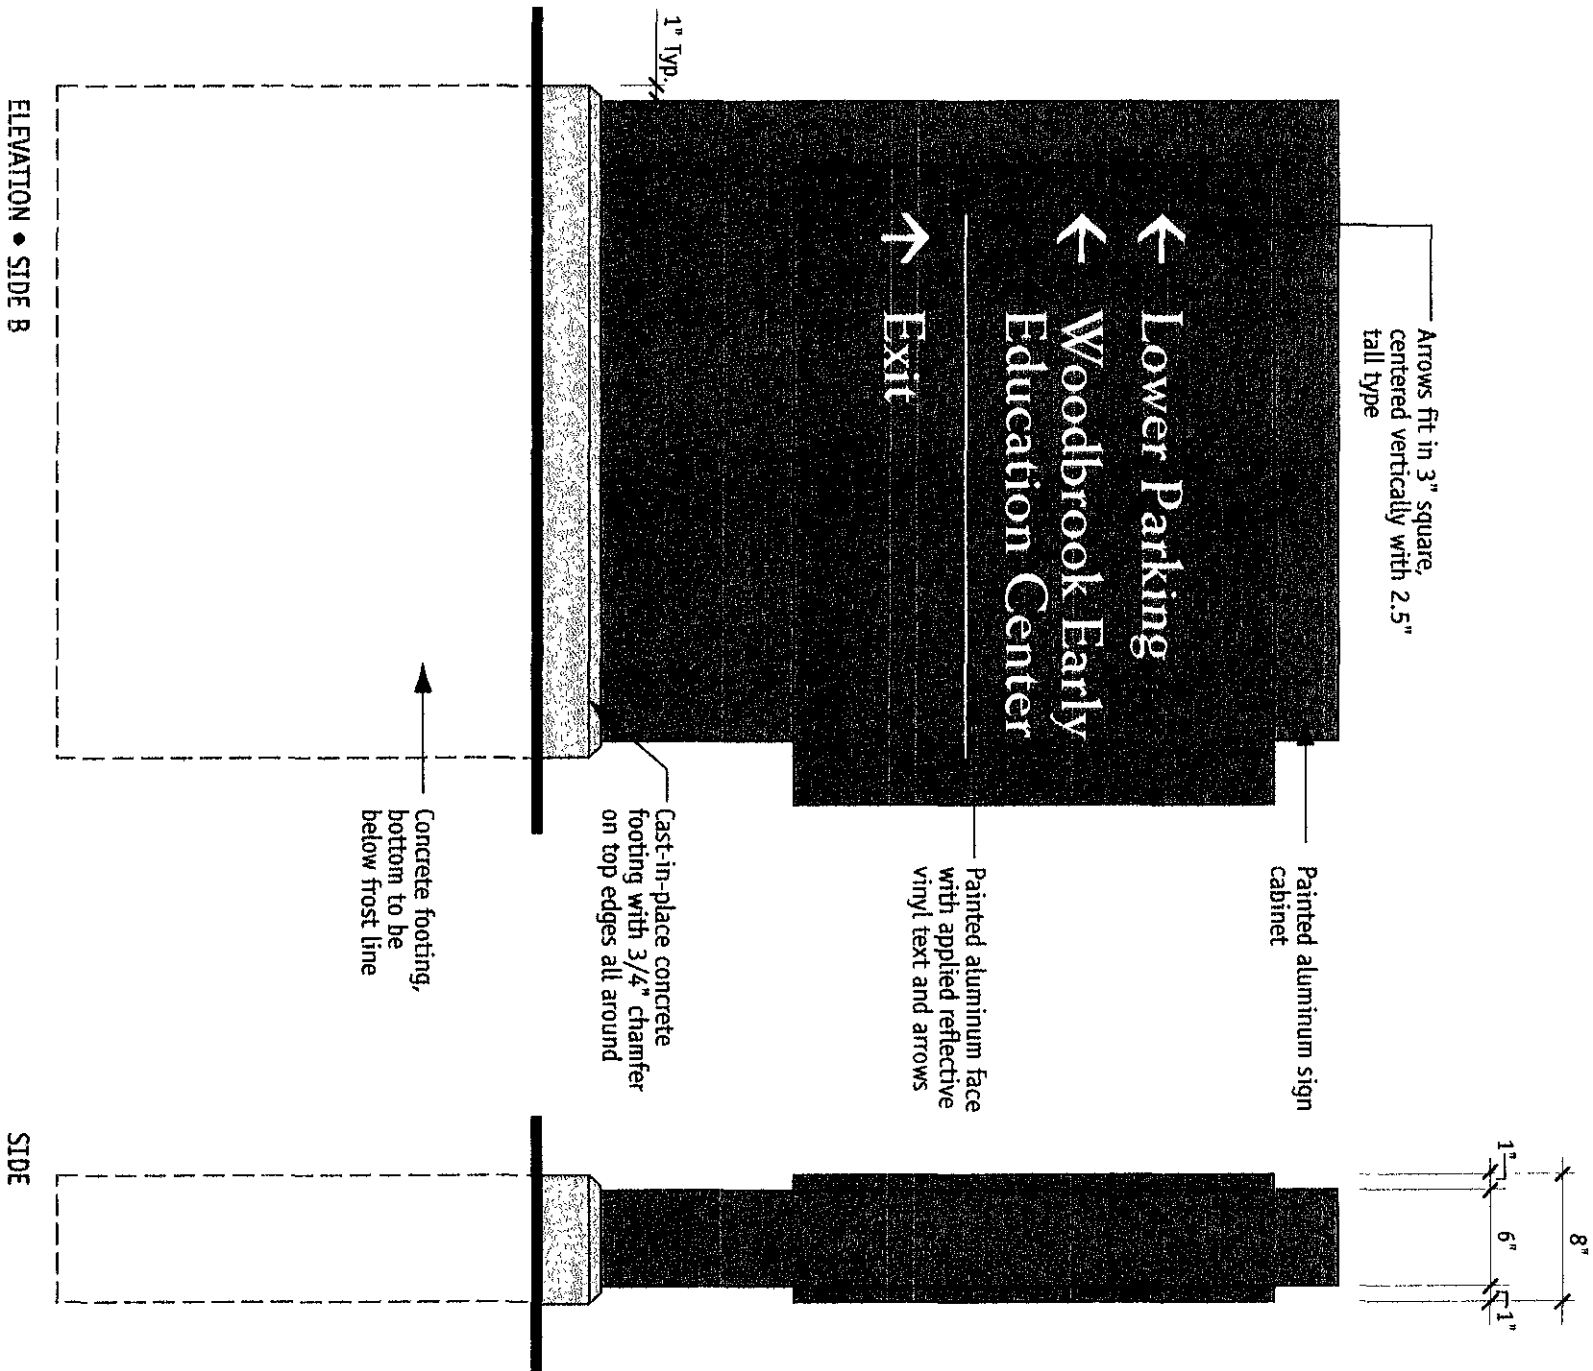 Arrows fit in 3" square,
centered vertically with 2.5"
tall type
Painted aluminum sign
cabinet
Lower Parking
Woodbrook Early
Education Center
Exit
Painted aluminum face
with applied reflective
vinyl text and arrows
1" Typ.
Cast-in-place concrete
footing with 3/4" chamfer
on top edges all around
Concrete footing,
bottom to be
below frost line
ELEVATION • SIDE B
8"
1" 6" 1"
SIDE